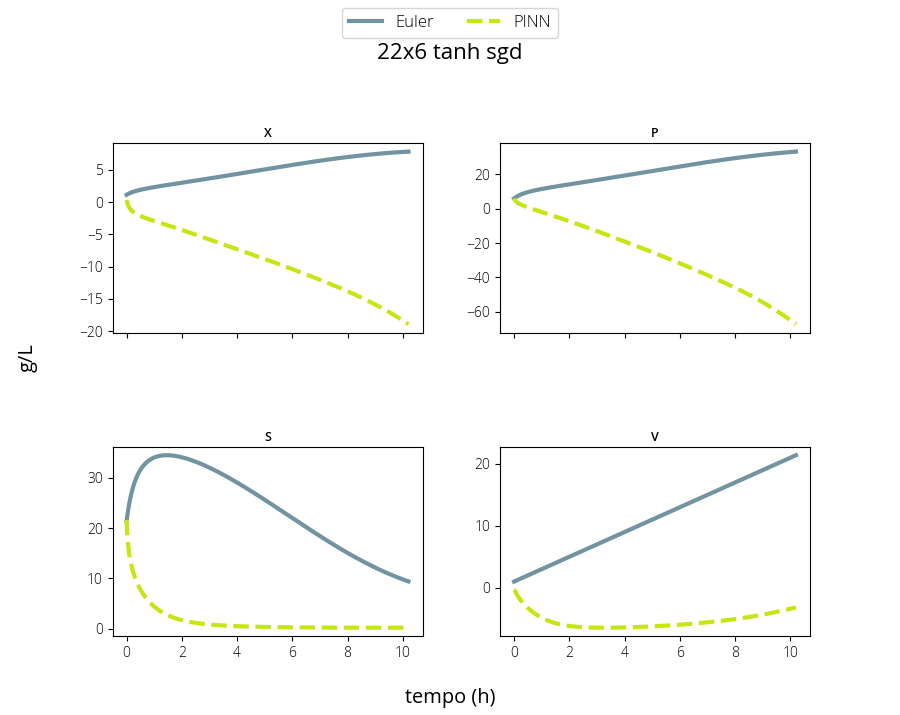 Euler PINN
22x6 tanh sgd
X P
5 20
0 0
−5 −20
−10 −40
−15 −60
−20
g/L
S V
30 20
20 10
10 0
0
0 2 4 6 8 10 0 2 4 6 8 10
tempo (h)